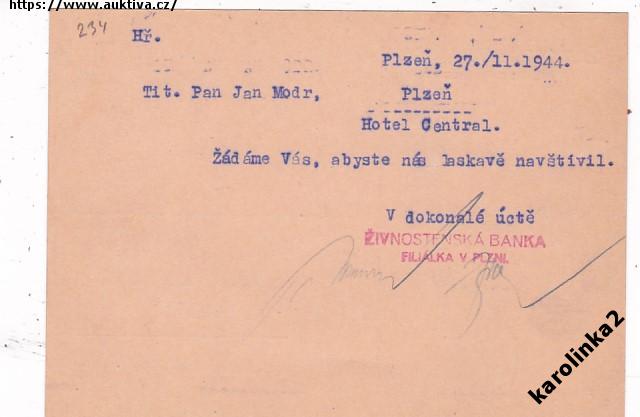 https://www.auktiva.cz/
234
Hř.
Plzeň, 27./11.1944.
Tit. Pan Jan Modr,
Plzeň
Hotel Central.
Žádáme Vás, abyste nás laskavě navštívil.
V dokonalé úctě
ŽIVNOSTENSKÁ BANKA
FILIÁLKA V PLZNI.
karolinka2